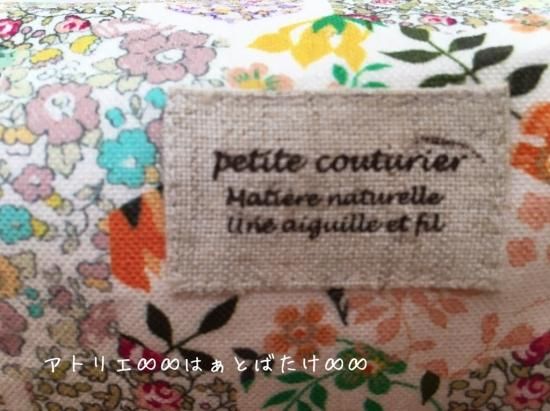 petite couturier
Matière naturelle
Une aiguille et fil
アトリエ∞∞はぁとばたけ∞∞